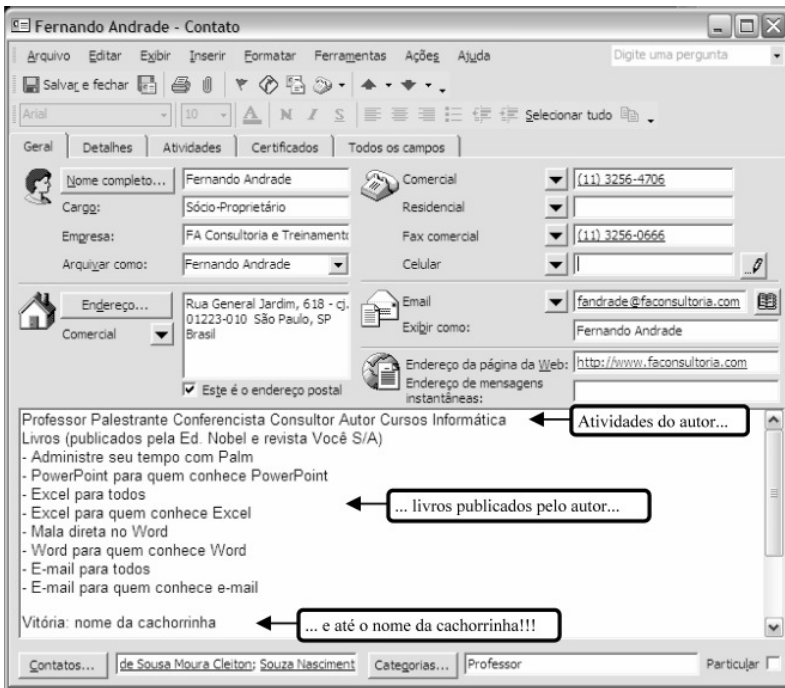 Fernando Andrade - Contato
Arquivo Editar Exibir Inserir Formatar Ferramentas Ações Ajuda Digite uma pergunta
Salvar e fechar
Arial 10 A N I S Selecionar tudo
Geral Detalhes Atividades Certificados Todos os campos
Nome completo... Fernando Andrade
Cargo: Sócio-Proprietário
Empresa: FA Consultoria e Treinamento
Arquivar como: Fernando Andrade
Comercial (11) 3256-4706
Residencial
Fax comercial (11) 3256-0666
Celular
Endereço...
Comercial
Rua General Jardim, 618 - cj.
01223-010 São Paulo, SP
Brasil
Este é o endereço postal
Email fandrade@faconsultoria.com
Exibir como: Fernando Andrade
Endereço da página da Web: http://www.faconsultoria.com
Endereço de mensagens
instantâneas:
Professor Palestrante Conferencista Consultor Autor Cursos Informática
Atividades do autor...
Livros (publicados pela Ed. Nobel e revista Você S/A)
- Administre seu tempo com Palm
- PowerPoint para quem conhece PowerPoint
- Excel para todos
... livros publicados pelo autor...
- Excel para quem conhece Excel
- Mala direta no Word
- Word para quem conhece Word
- E-mail para todos
- E-mail para quem conhece e-mail
Vitória: nome da cachorrinha
... e até o nome da cachorrinha!!!
Contatos... de Sousa Moura Cleiton; Souza Nasciment Categorias... Professor Particular